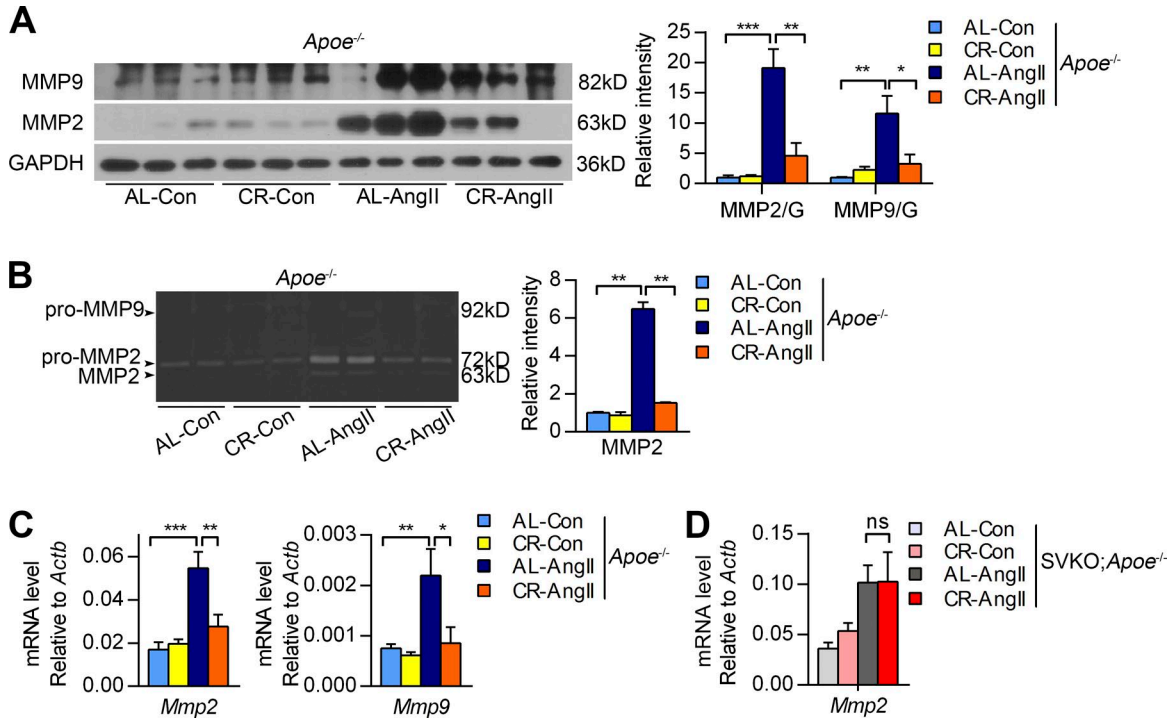 A
Apoe-/-
MMP9
82kD
MMP2
63kD
GAPDH
36kD
AL-Con
CR-Con
AL-AngII
CR-AngII
Relative intensity
25
20
15
10
5
0
*** **
** *
MMP2/G
MMP9/G
AL-Con
CR-Con
AL-AngII
CR-AngII
Apoe-/-
B
Apoe-/-
pro-MMP9
92kD
pro-MMP2
72kD
MMP2
63kD
AL-Con
CR-Con
AL-AngII
CR-AngII
Relative intensity
8
6
4
2
0
** **
MMP2
AL-Con
CR-Con
AL-AngII
CR-AngII
Apoe-/-
C
mRNA level
Relative to Actb
0.06
0.04
0.02
0.00
*** **
Mmp2
mRNA level
Relative to Actb
0.003
0.002
0.001
0.000
** *
Mmp9
AL-Con
CR-Con
AL-AngII
CR-AngII
Apoe-/-
D
mRNA level
Relative to Actb
0.15
0.10
0.05
0.00
ns
Mmp2
AL-Con
CR-Con
AL-AngII
CR-AngII
SVKO;Apoe-/-